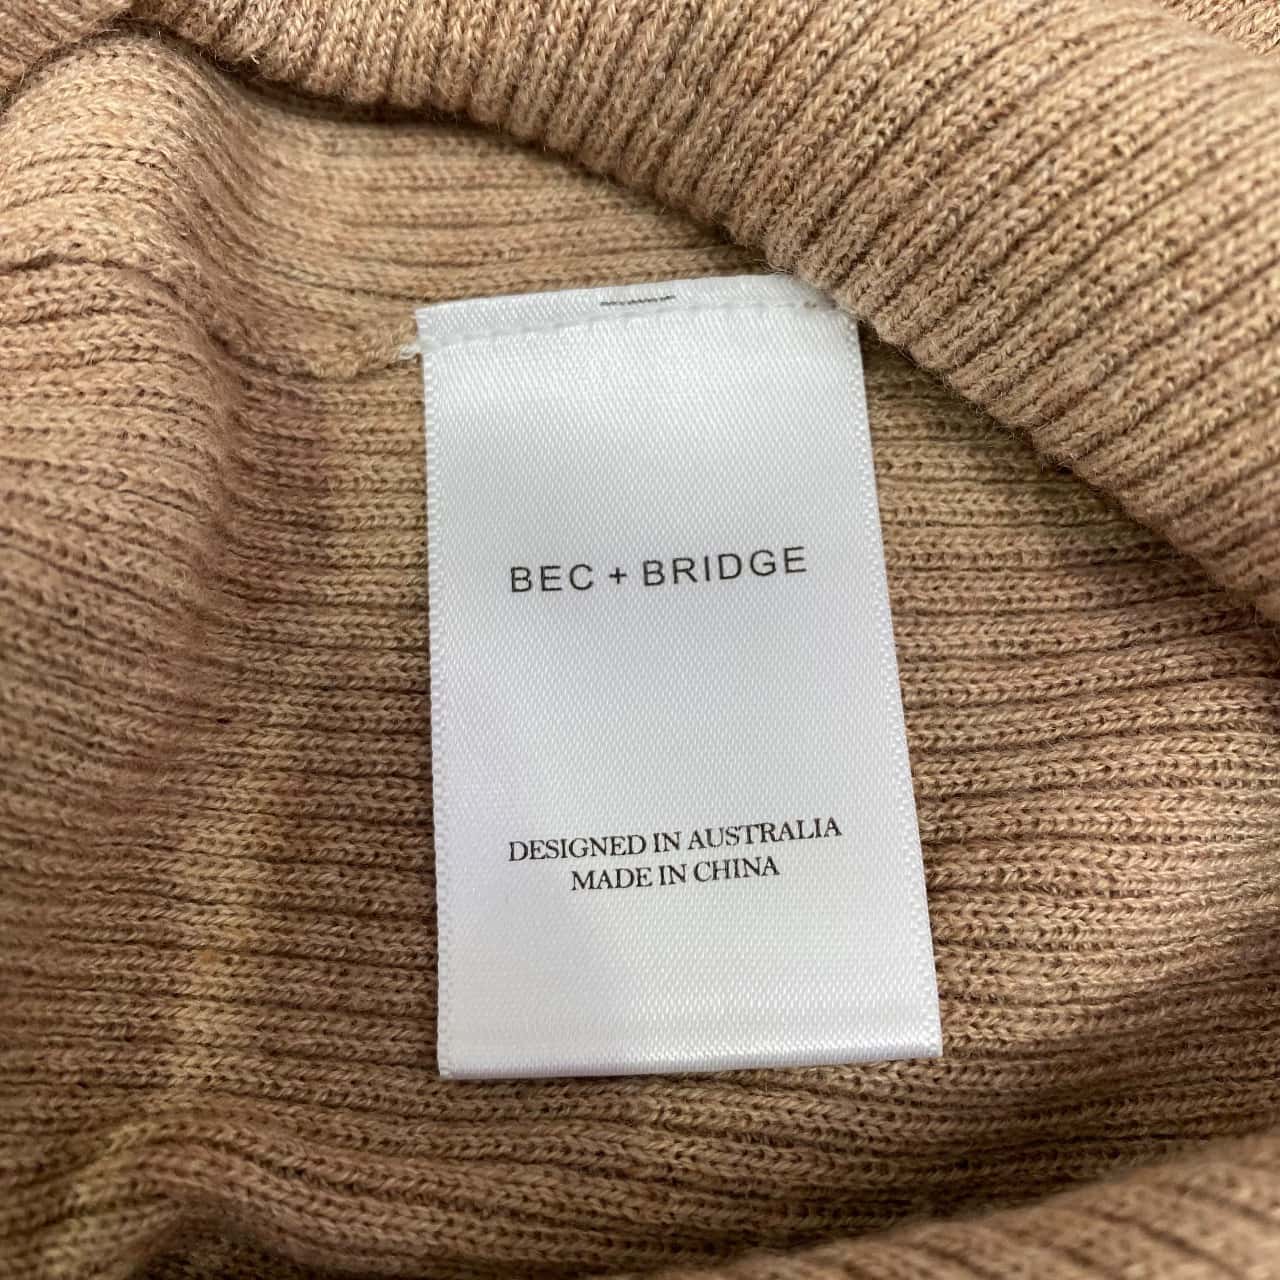 BEC + BRIDGE
DESIGNED IN AUSTRALIA
MADE IN CHINA